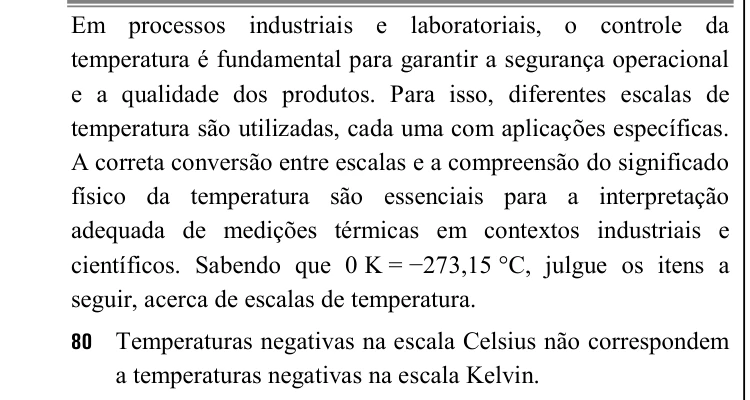 Em processos industriais e laboratoriais, o controle da
temperatura é fundamental para garantir a segurança operacional
e a qualidade dos produtos. Para isso, diferentes escalas de
temperatura são utilizadas, cada uma com aplicações específicas.
A correta conversão entre escalas e a compreensão do significado
físico da temperatura são essenciais para a interpretação
adequada de medições térmicas em contextos industriais e
científicos. Sabendo que 0 K = −273,15 °C, julgue os itens a
seguir, acerca de escalas de temperatura.
80 Temperaturas negativas na escala Celsius não correspondem
a temperaturas negativas na escala Kelvin.